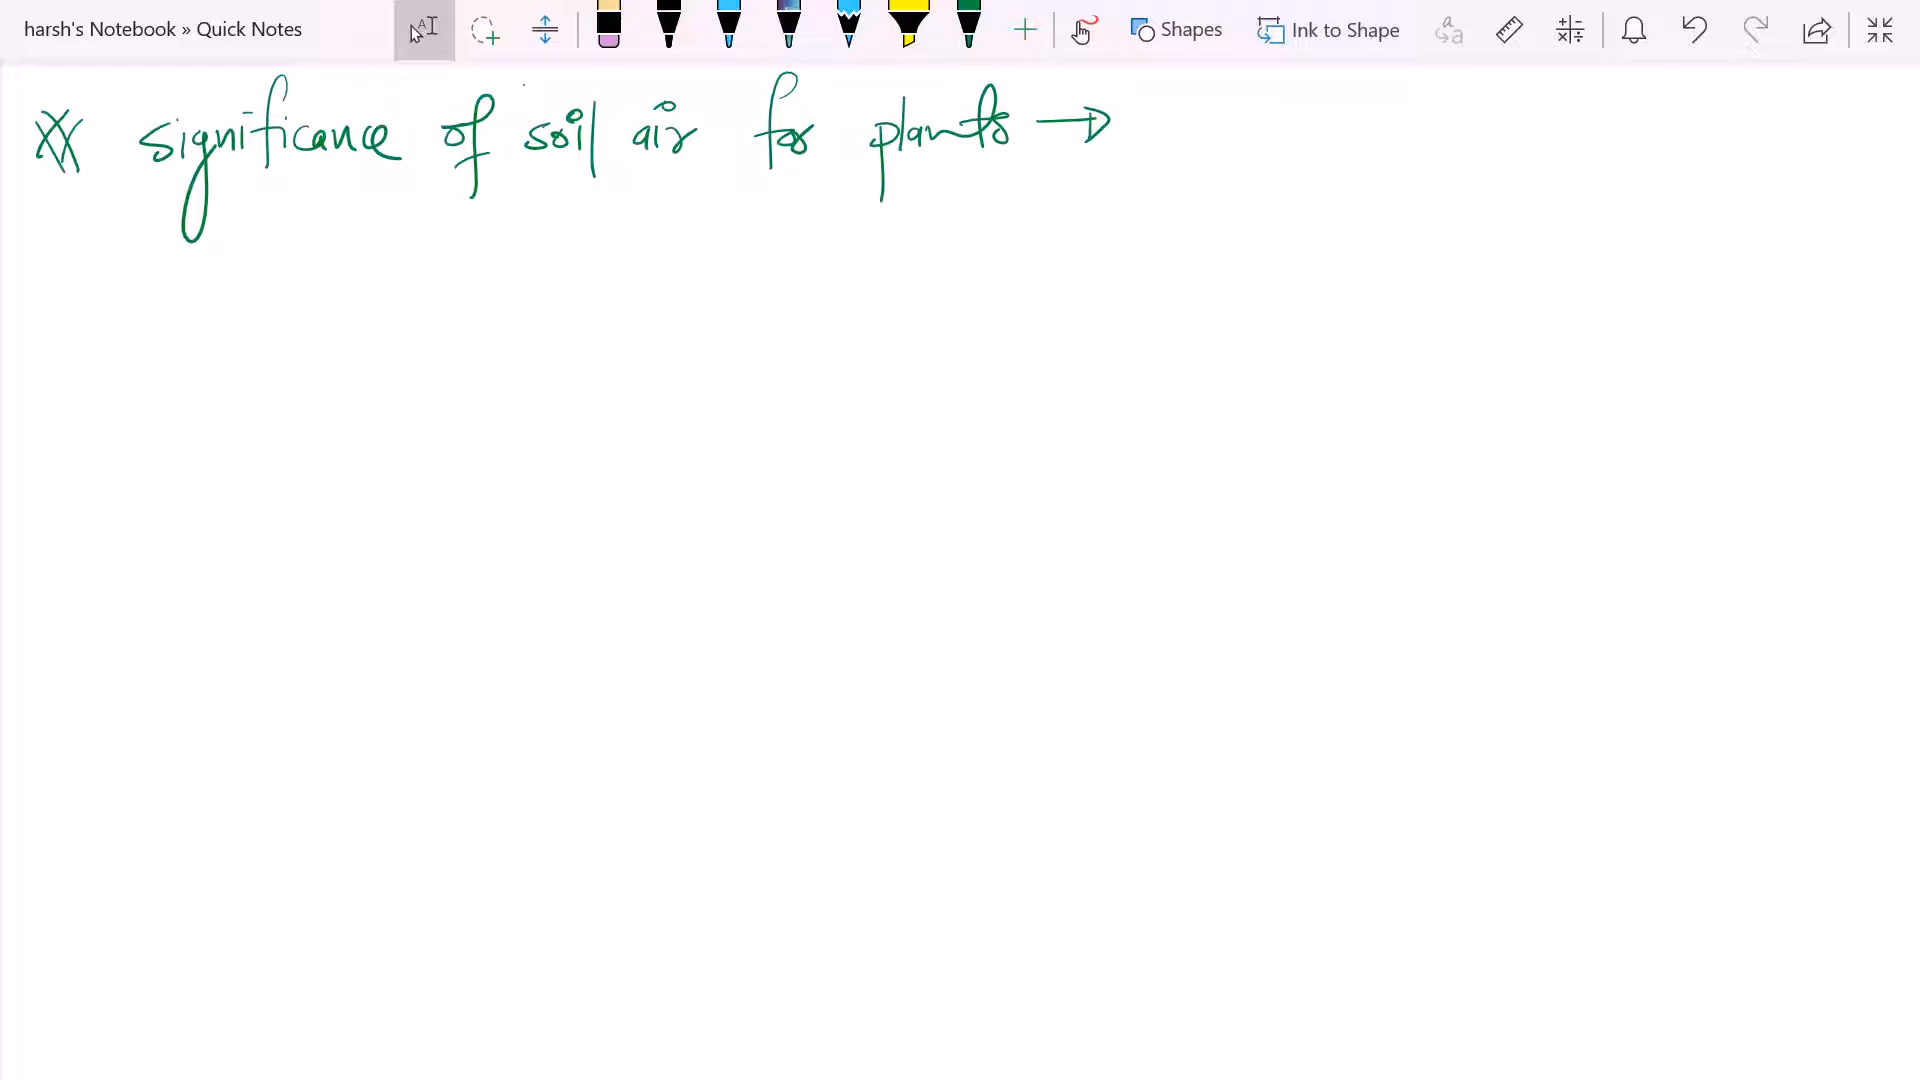 harsh's Notebook » Quick Notes Shapes Ink to Shape
significance of soil air for plants →